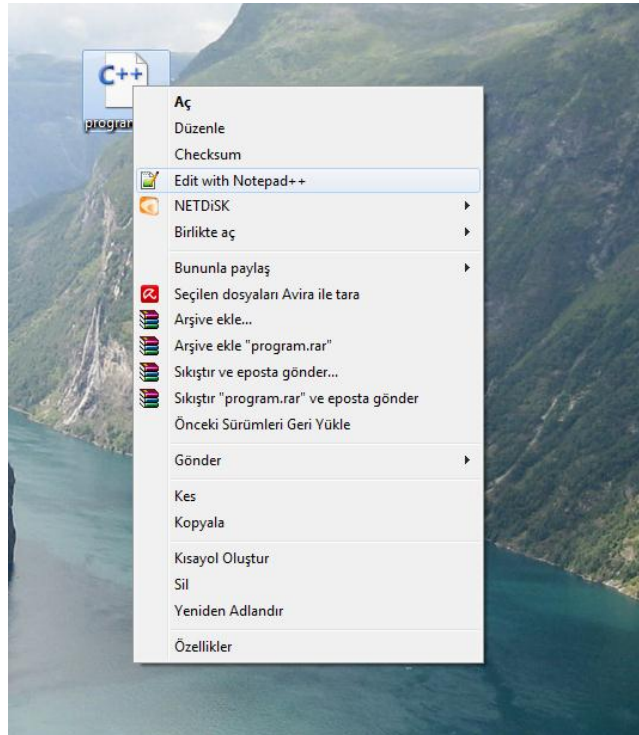 C++
Aç
Düzenle
Checksum
Edit with Notepad++
NETDiSK
Birlikte aç
Bununla paylaş
Seçilen dosyaları Avira ile tara
Arşive ekle...
Arşive ekle "program.rar"
Sıkıştır ve eposta gönder...
Sıkıştır "program.rar" ve eposta gönder
Önceki Sürümleri Geri Yükle
Gönder
Kes
Kopyala
Kısayol Oluştur
Sil
Yeniden Adlandır
Özellikler